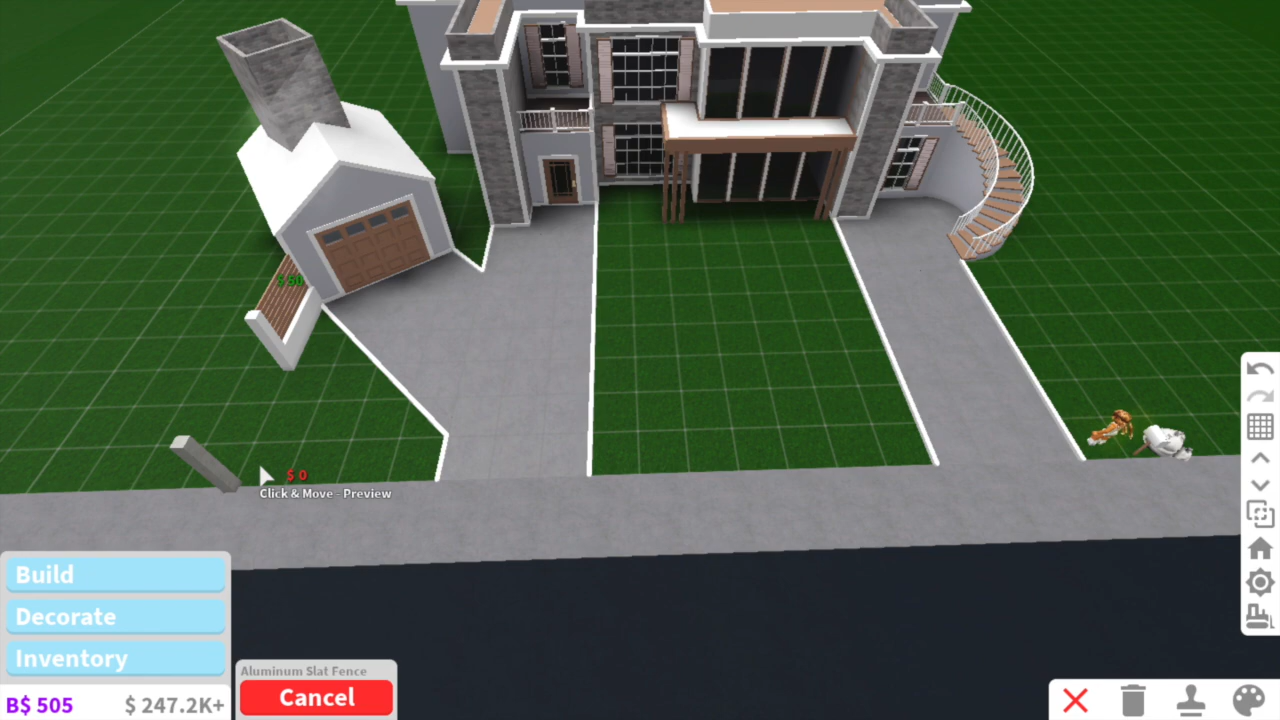 $ 50
$ 0
Click & Move - Preview
Build
Decorate
Inventory
B$ 505
$ 247.2K+
Aluminum Slat Fence
Cancel